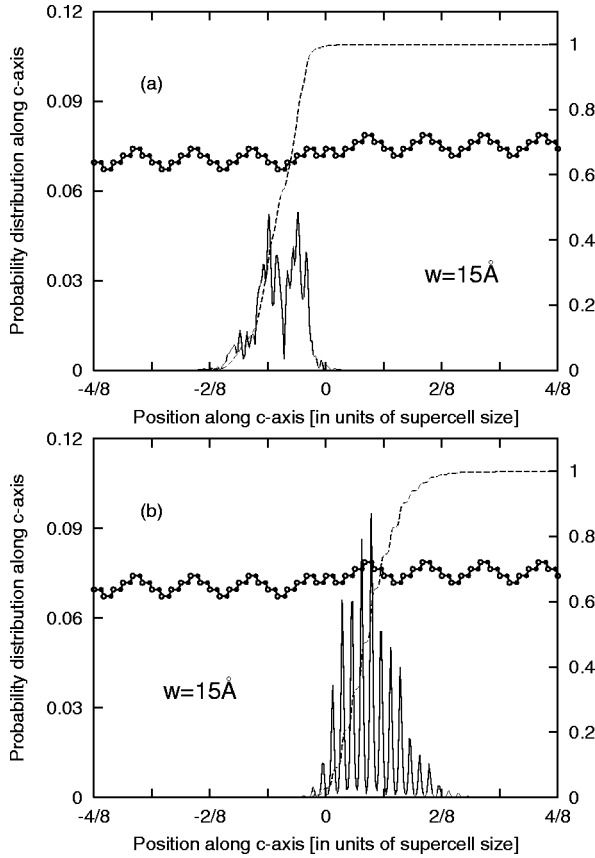 0.12
0.09
0.06
0.03
0
Probability distribution along c-axis
(a)
w=15Å
1
0.8
0.6
0.4
0.2
0
-4/8 -2/8 0 2/8 4/8
Position along c-axis [in units of supercell size]
0.12
0.09
0.06
0.03
0
Probability distribution along c-axis
(b)
w=15Å
1
0.8
0.6
0.4
0.2
0
-4/8 -2/8 0 2/8 4/8
Position along c-axis [in units of supercell size]